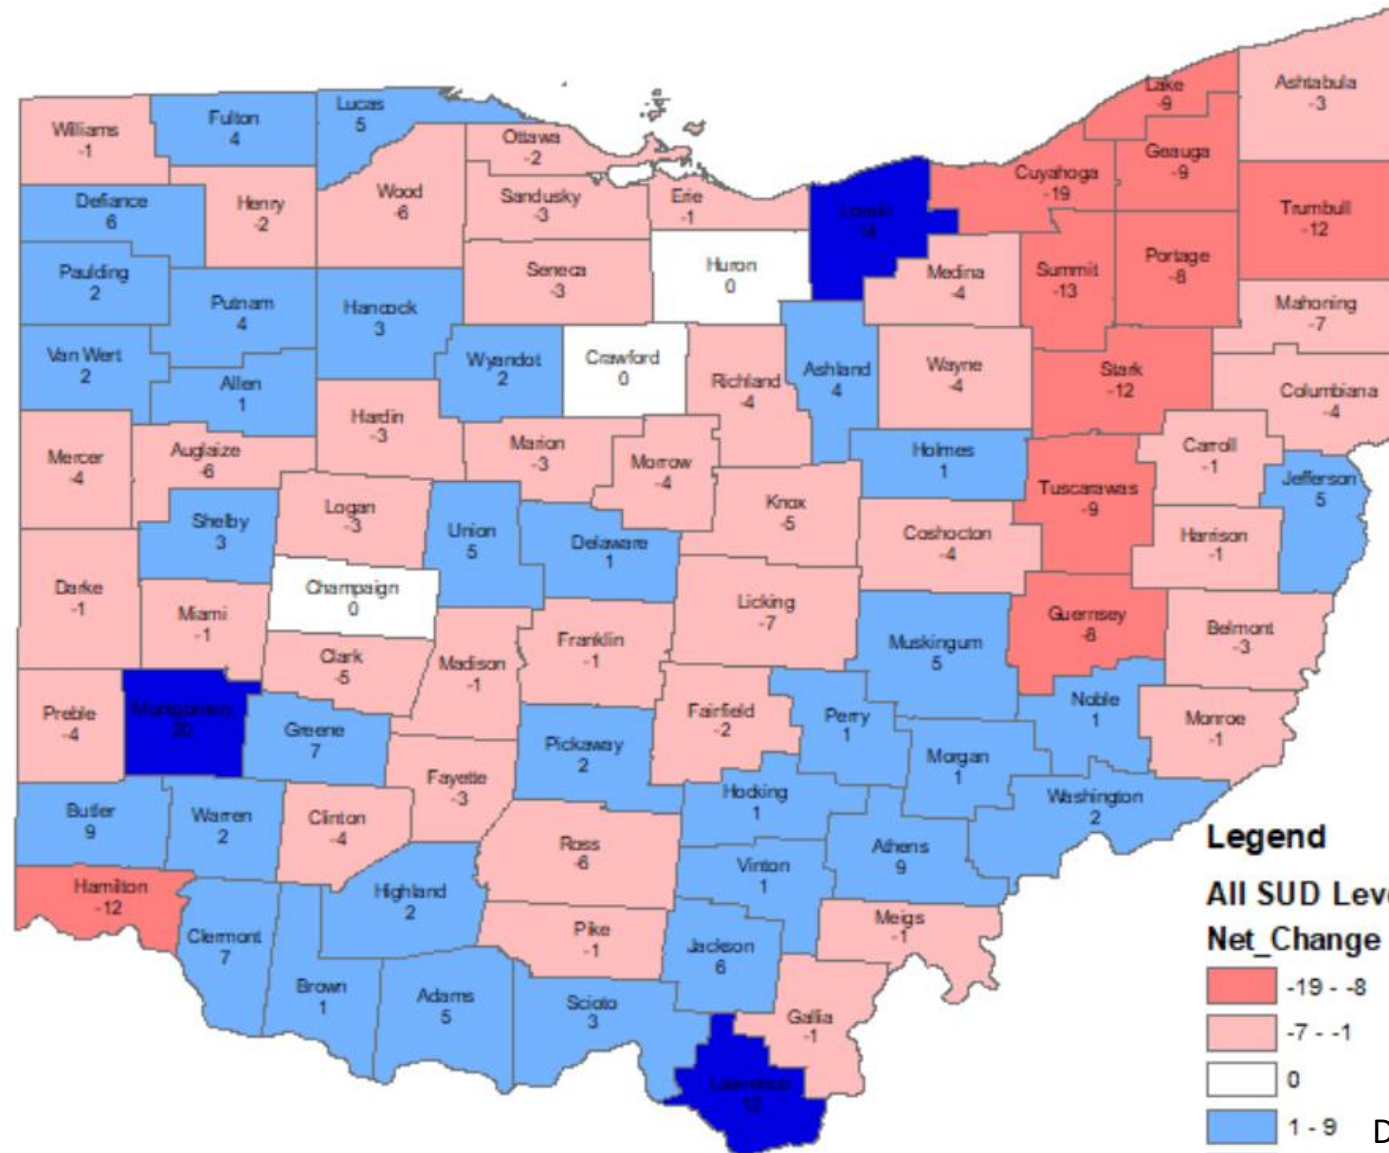 Lake
-9
Ashtabula
-3
Williams
-1
Fulton
4
Lucas
5
Ottawa
-2
Wood
-6
Henry
-2
Defiance
6
Sandusky
-3
Erie
-1
Lorain
14
Cuyahoga
-19
Geauga
-9
Trumbull
-12
Paulding
2
Putnam
4
Hancock
3
Seneca
-3
Huron
0
Medina
-4
Summit
-13
Portage
-8
Mahoning
-7
Van Wert
2
Allen
1
Wyandot
2
Crawford
0
Richland
-4
Ashland
4
Wayne
-4
Stark
-12
Columbiana
-4
Mercer
-4
Auglaize
-6
Hardin
-3
Marion
-3
Morrow
-4
Holmes
1
Carroll
-1
Jefferson
5
Shelby
3
Logan
-3
Union
5
Delaware
1
Knox
-5
Coshocton
-4
Tuscarawas
-9
Harrison
-1
Darke
-1
Miami
-1
Champaign
0
Licking
-7
Muskingum
5
Guernsey
-8
Belmont
-3
Clark
-5
Madison
-1
Franklin
-1
Preble
-4
Montgomery
20
Greene
7
Fairfield
-2
Perry
1
Noble
1
Monroe
-1
Pickaway
2
Morgan
1
Fayette
-3
Hocking
1
Washington
2
Butler
9
Warren
2
Clinton
-4
Ross
-6
Athens
9
Vinton
1
Hamilton
-12
Highland
2
Clermont
7
Pike
-1
Jackson
6
Meigs
-1
Brown
1
Adams
5
Scioto
3
Gallia
-1
Lawrence
Legend
All SUD Leve
Net_Change
-19 - -8
-7 - -1
0
1 - 9
D